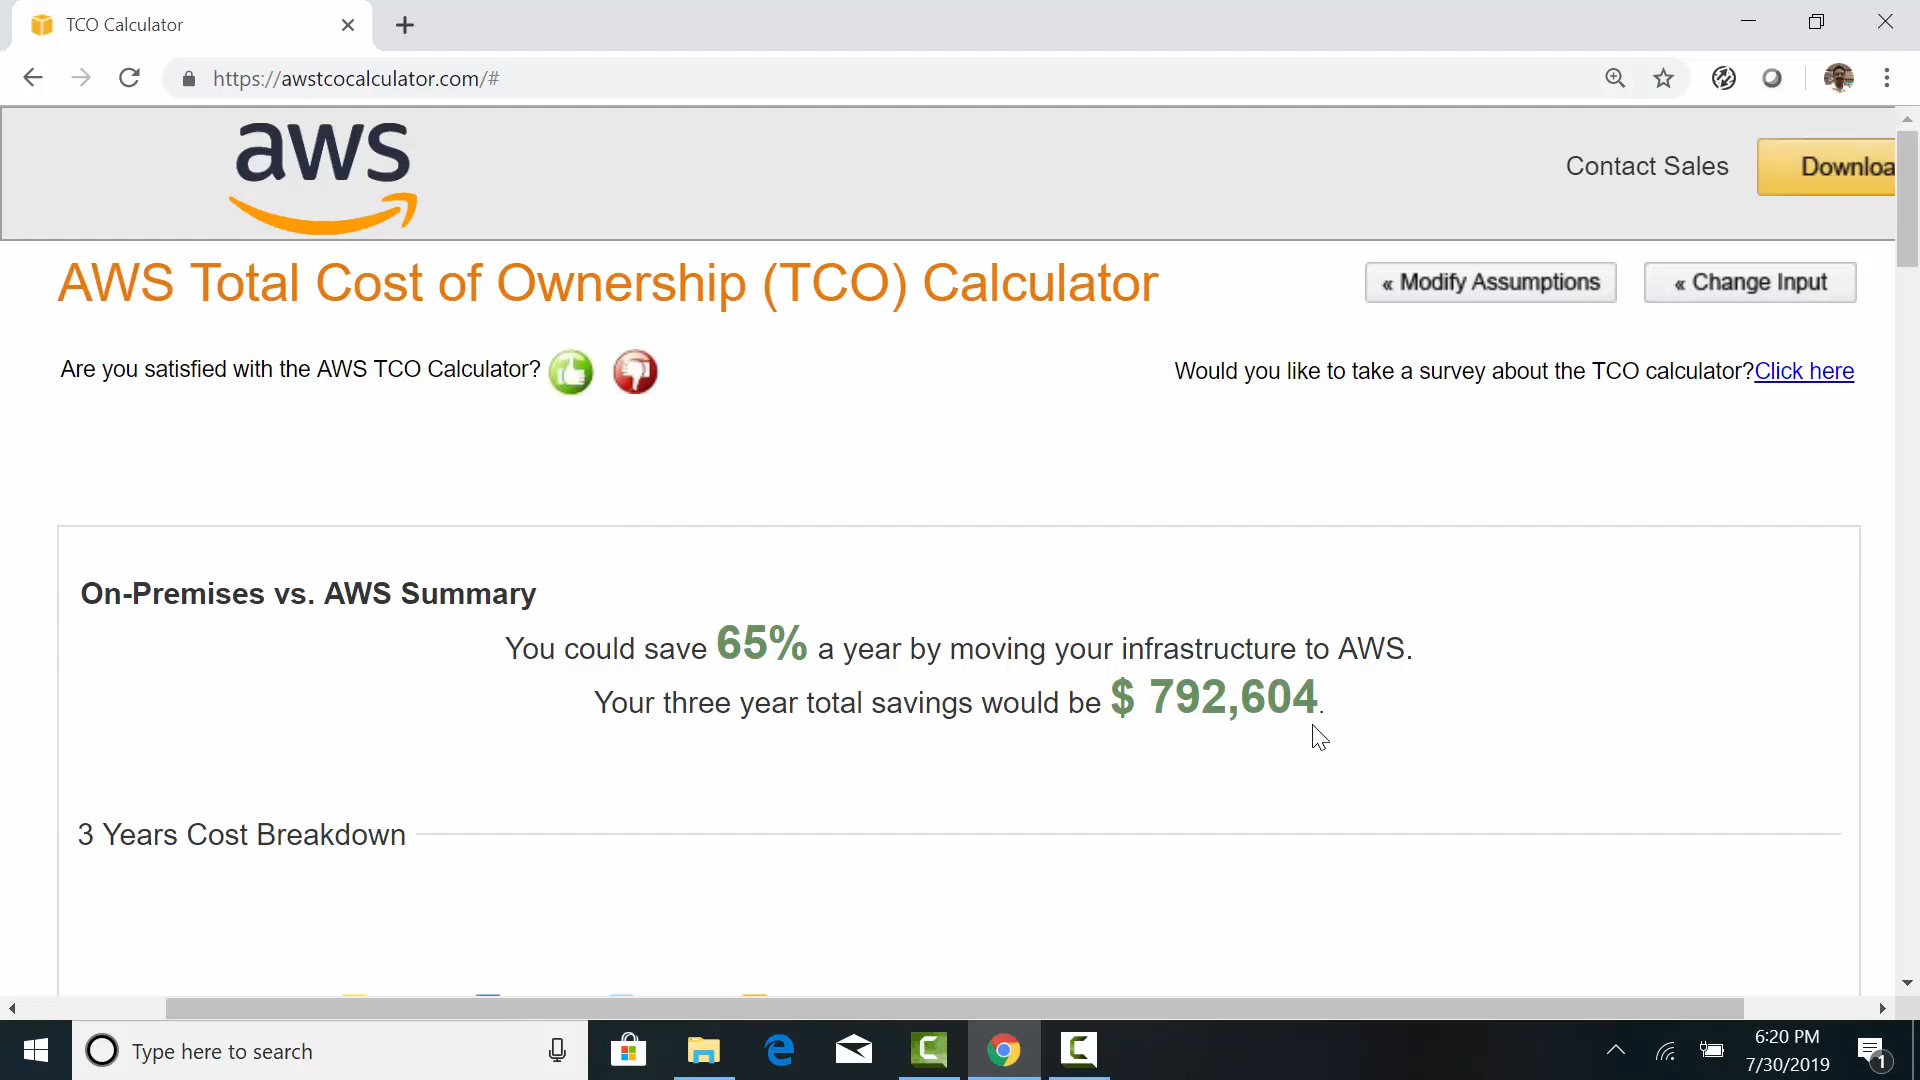 TCO Calculator
https://awstcocalculator.com/#
aws
Contact Sales
Downloa
AWS Total Cost of Ownership (TCO) Calculator
« Modify Assumptions
« Change Input
Are you satisfied with the AWS TCO Calculator?
Would you like to take a survey about the TCO calculator?Click here
On-Premises vs. AWS Summary
You could save 65% a year by moving your infrastructure to AWS.
Your three year total savings would be $ 792,604.
3 Years Cost Breakdown
Type here to search
6:20 PM
7/30/2019
1